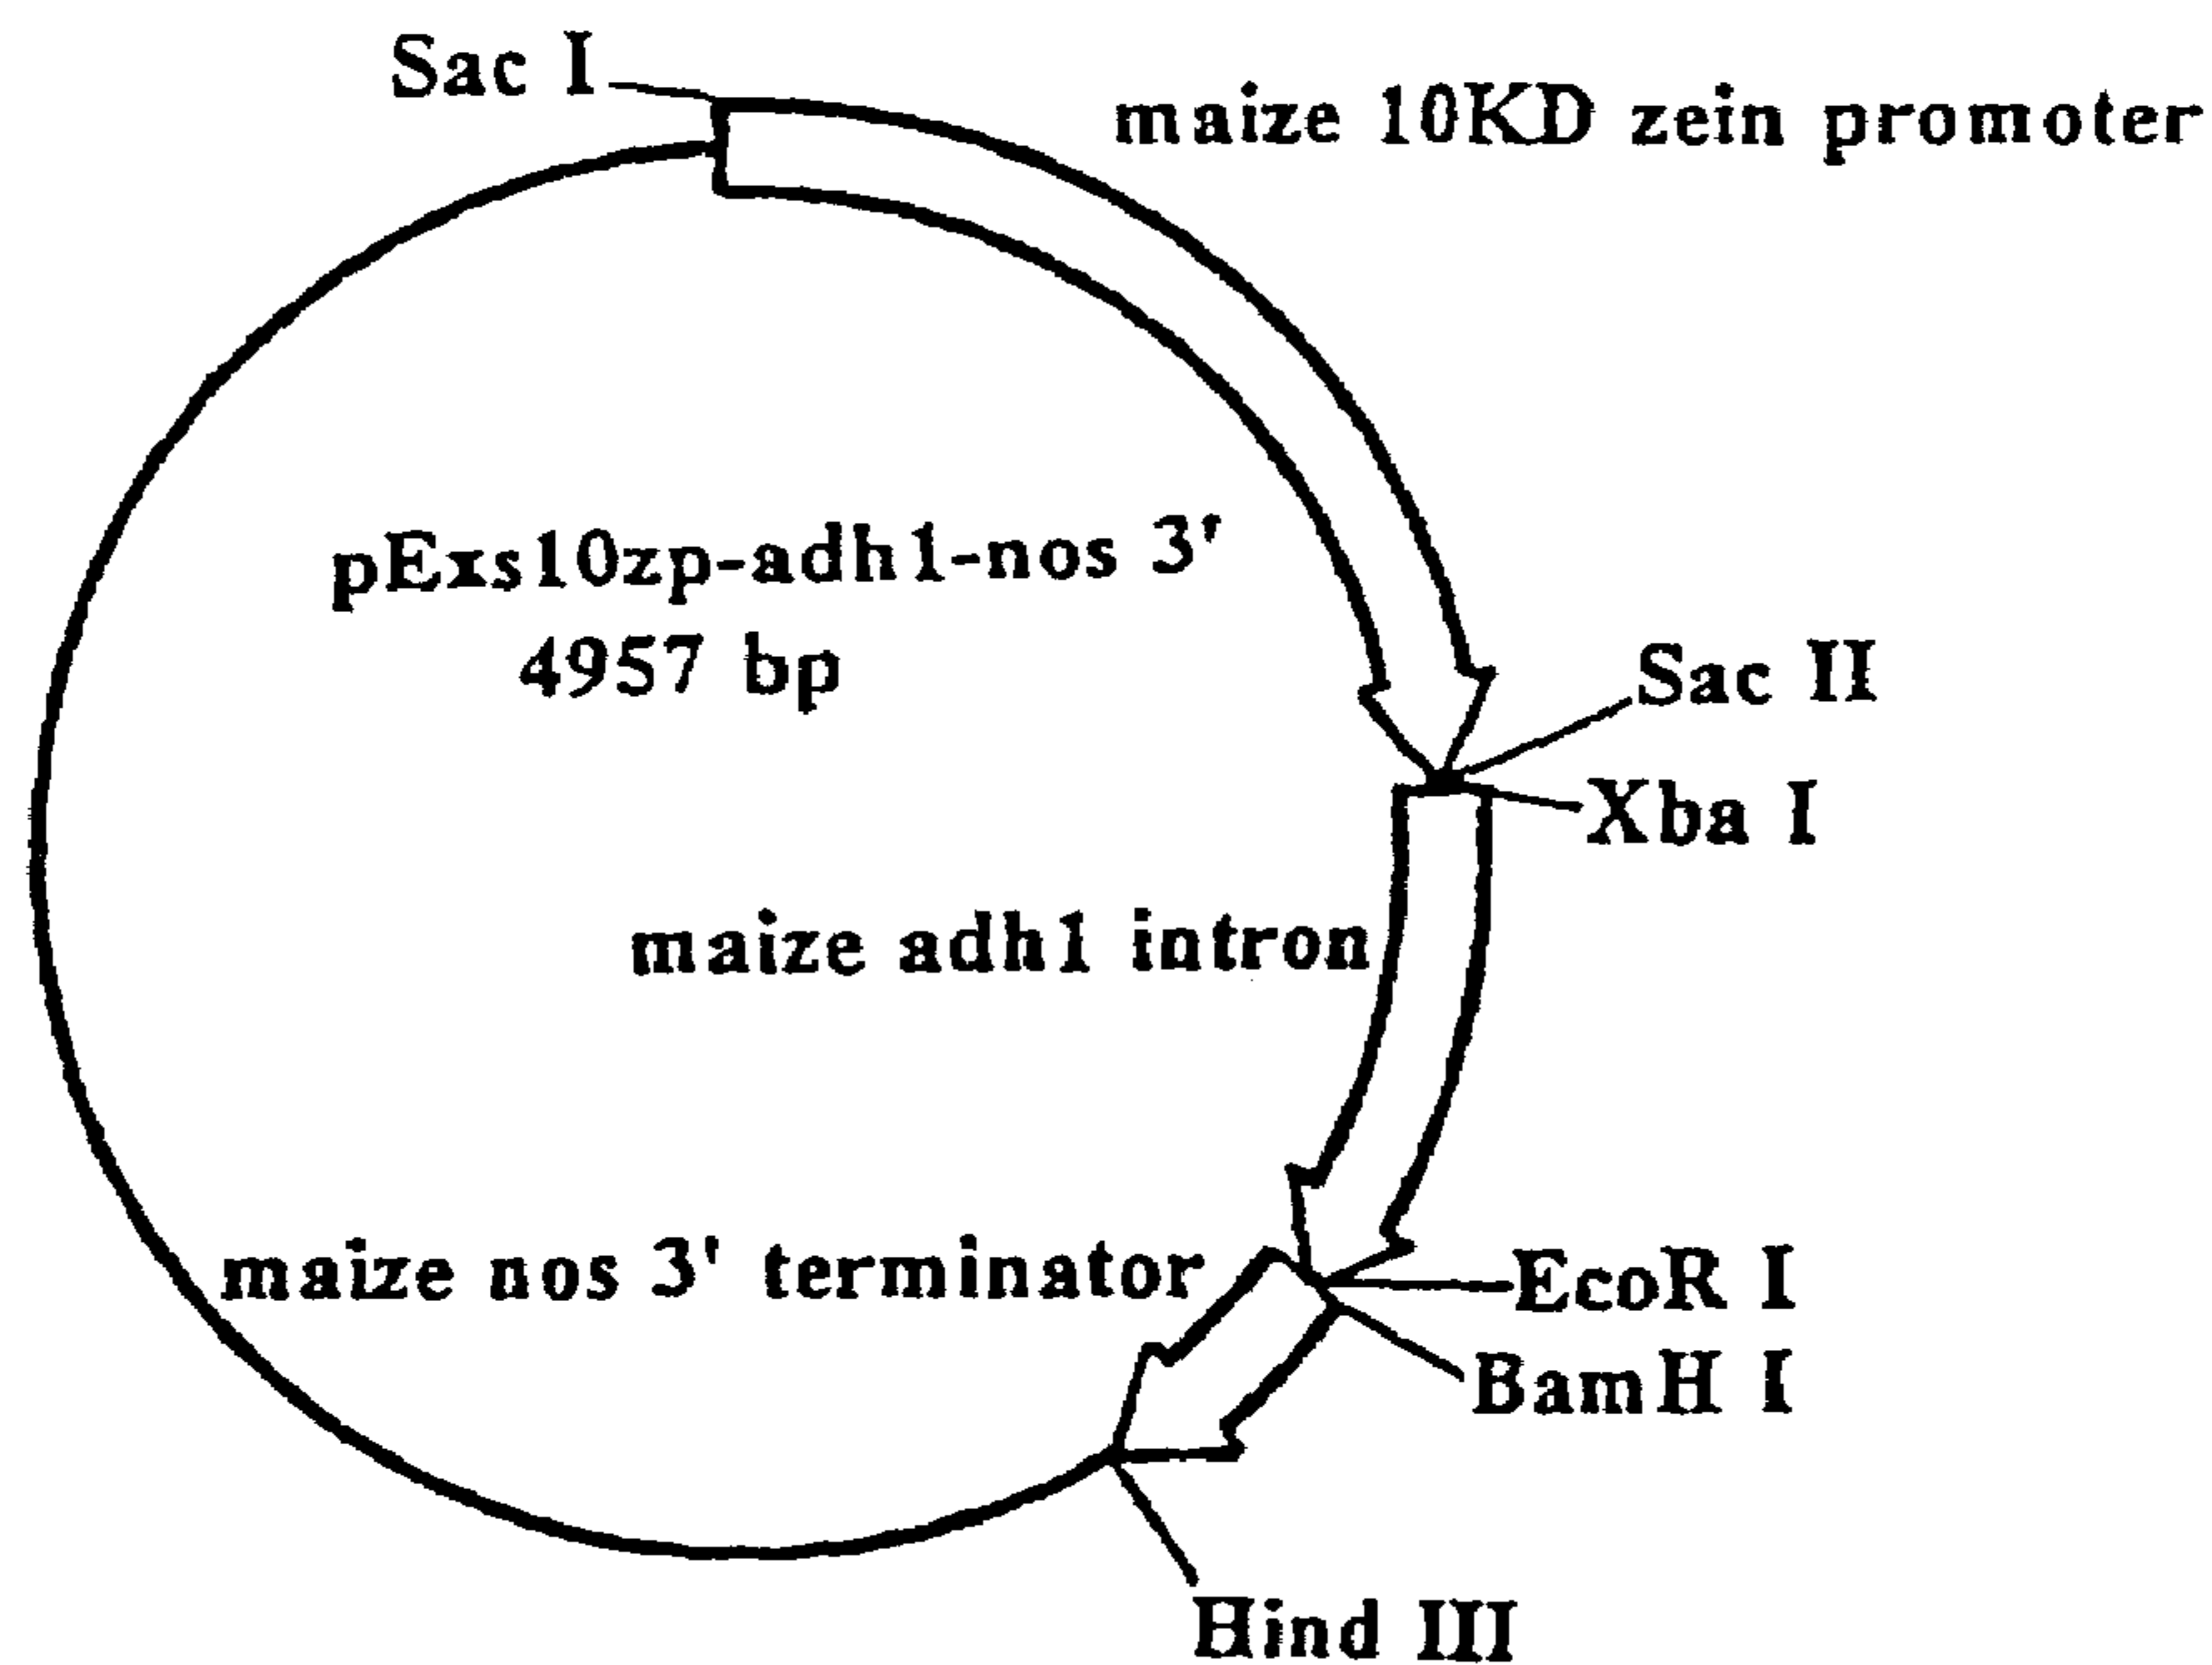 Sac I
maize 10KD zein promoter
pExs10zp-adh1-nos 3'
4957 bp
Sac II
Xba I
maize adh1 intron
maize nos 3' terminator
EcoR I
BamH I
Hind III